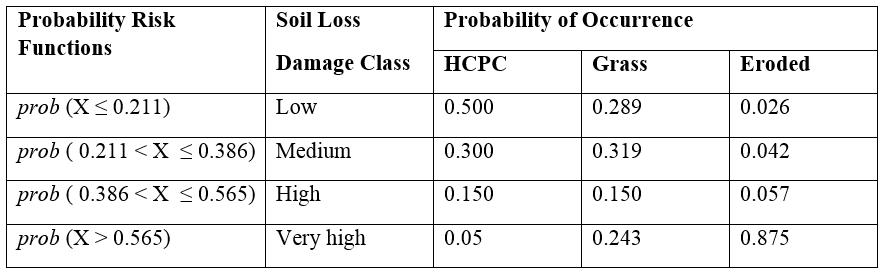 Probability Risk Functions Soil Loss Damage Class Probability of Occurrence
HCPC Grass Eroded
prob (X ≤ 0.211) Low 0.500 0.289 0.026
prob ( 0.211 < X ≤ 0.386) Medium 0.300 0.319 0.042
prob ( 0.386 < X ≤ 0.565) High 0.150 0.150 0.057
prob (X > 0.565) Very high 0.05 0.243 0.875